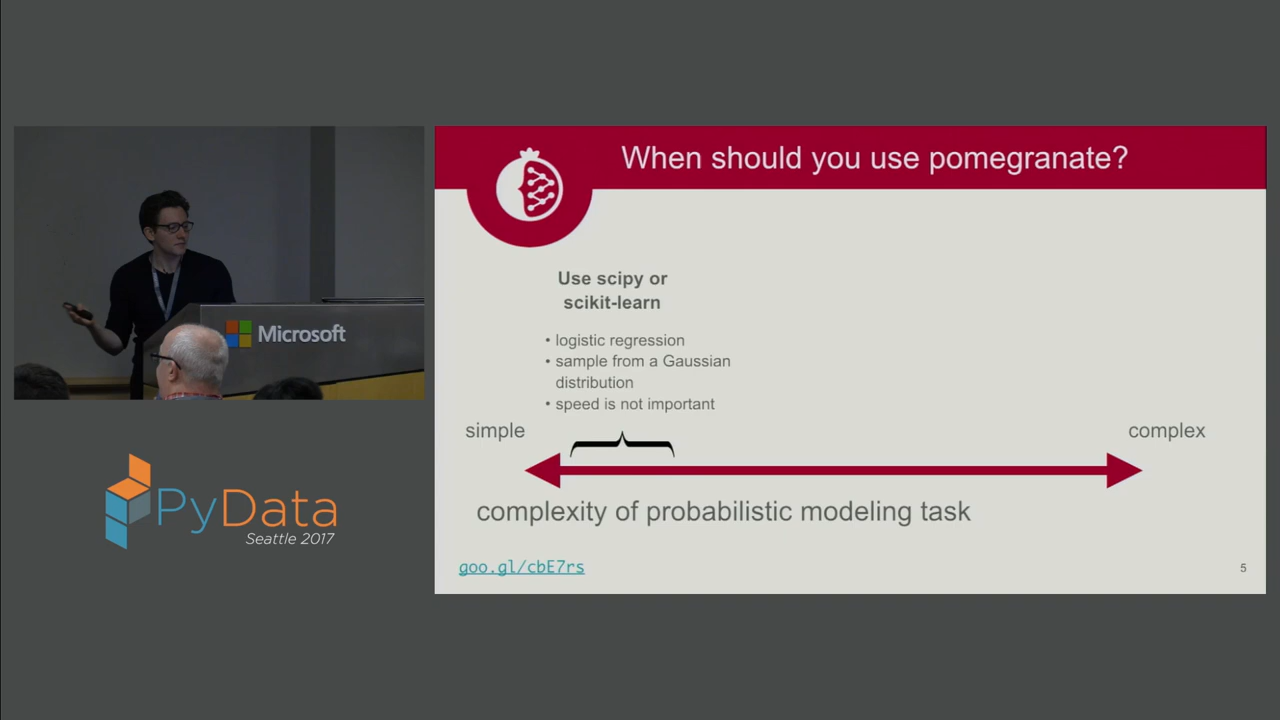 When should you use pomegranate?
Use scipy or
scikit-learn
• logistic regression
• sample from a Gaussian
distribution
• speed is not important
simple
complex
complexity of probabilistic modeling task
goo.gl/cbE7rs
5
Microsoft
PyData
Seattle 2017